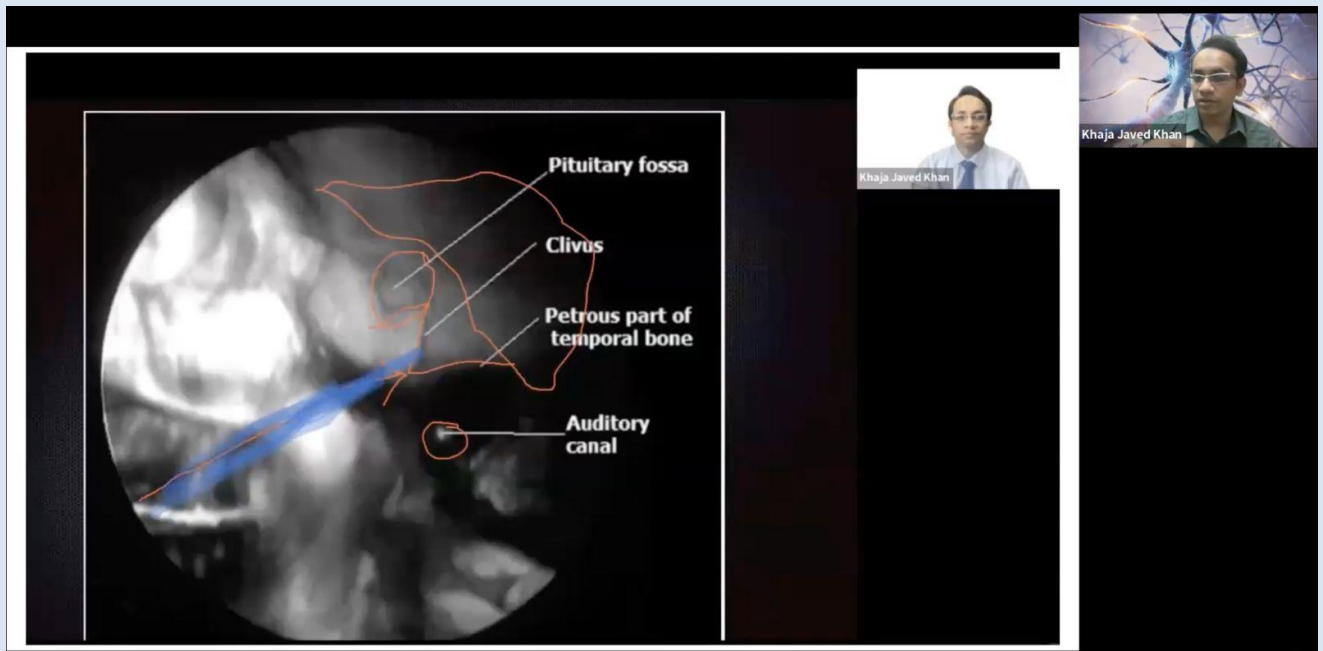 Pituitary fossa
Clivus
Petrous part of
temporal bone
Auditory
canal
Khaja Javed Khan
Khaja Javed Khan